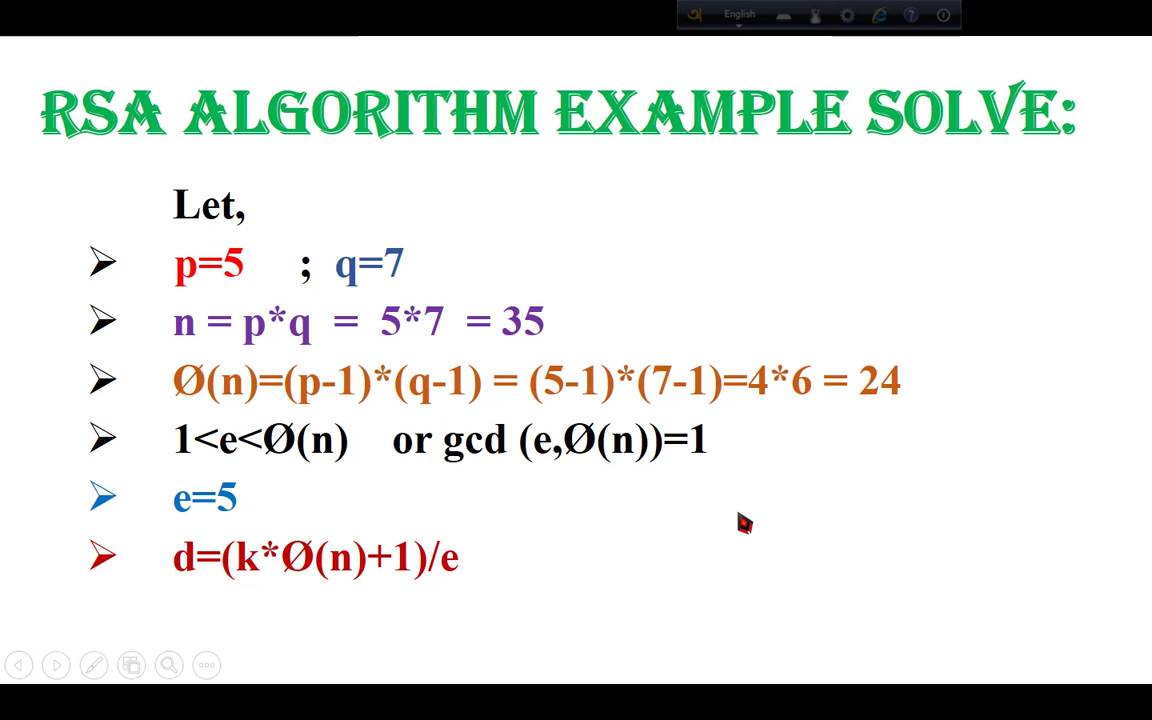 English
RSA ALGORITHM EXAMPLE SOLVE:
Let,
p=5 ; q=7
n = p*q = 5*7 = 35
Ø(n)=(p-1)*(q-1) = (5-1)*(7-1)=4*6 = 24
1<e<Ø(n) or gcd (e,Ø(n))=1
e=5
d=(k*Ø(n)+1)/e